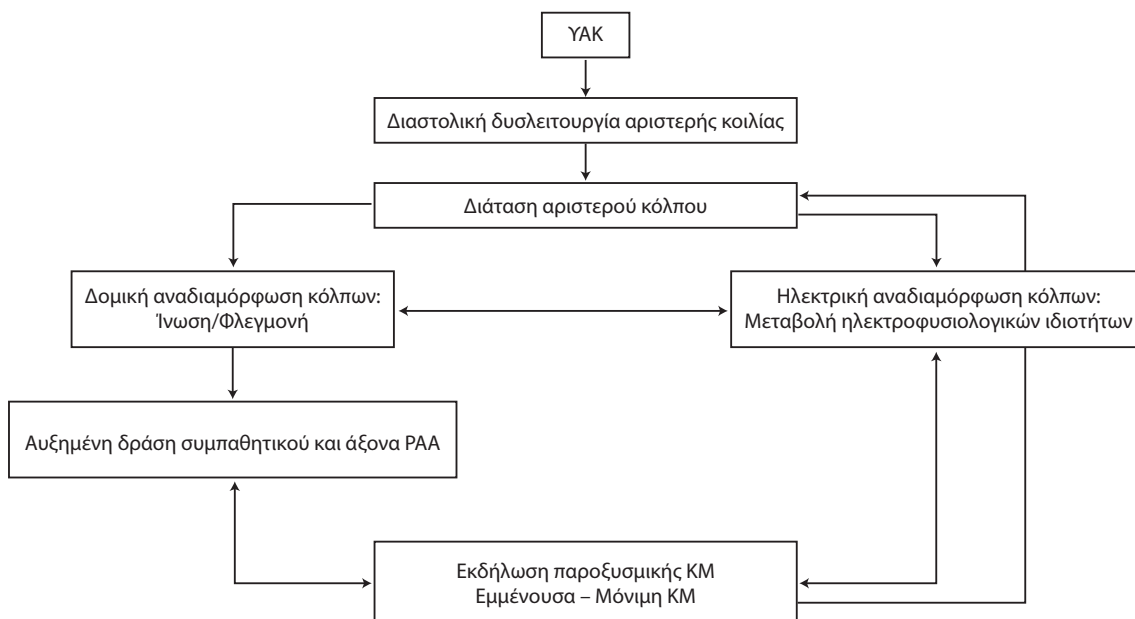 ΥΑΚ
Διαστολική δυσλειτουργία αριστερής κοιλίας
Διάταση αριστερού κόλπου
Δομική αναδιαμόρφωση κόλπων:
Ίνωση/Φλεγμονή
Ηλεκτρική αναδιαμόρφωση κόλπων:
Μεταβολή ηλεκτροφυσιολογικών ιδιοτήτων
Αυξημένη δράση συμπαθητικού και άξονα ΡΑΑ
Εκδήλωση παροξυσμικής ΚΜ
Εμμένουσα – Μόνιμη ΚΜ